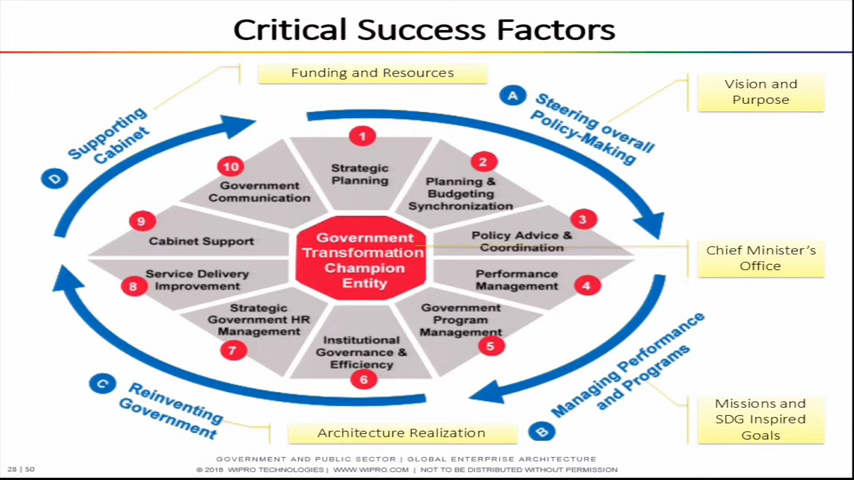 Critical Success Factors
Funding and Resources
A
Steering overall
Policy-Making
Vision and
Purpose
D
Supporting
Cabinet
1
Strategic
Planning
2
Planning &
Budgeting
Synchronization
3
Policy Advice &
Coordination
4
Performance
Management
5
Government
Program
Management
6
Institutional
Governance &
Efficiency
7
Strategic
Government HR
Management
8
Service Delivery
Improvement
9
Cabinet Support
10
Government
Communication
Government
Transformation
Champion
Entity
Chief Minister's
Office
B
Managing Performance
and Programs
Missions and
SDG Inspired
Goals
C
Reinventing
Government
Architecture Realization
GOVERNMENT AND PUBLIC SECTOR | GLOBAL ENTERPRISE ARCHITECTURE
28 | 50
© 2016 WIPRO TECHNOLOGIES | WWW.WIPRO.COM | NOT TO BE DISTRIBUTED WITHOUT PERMISSION